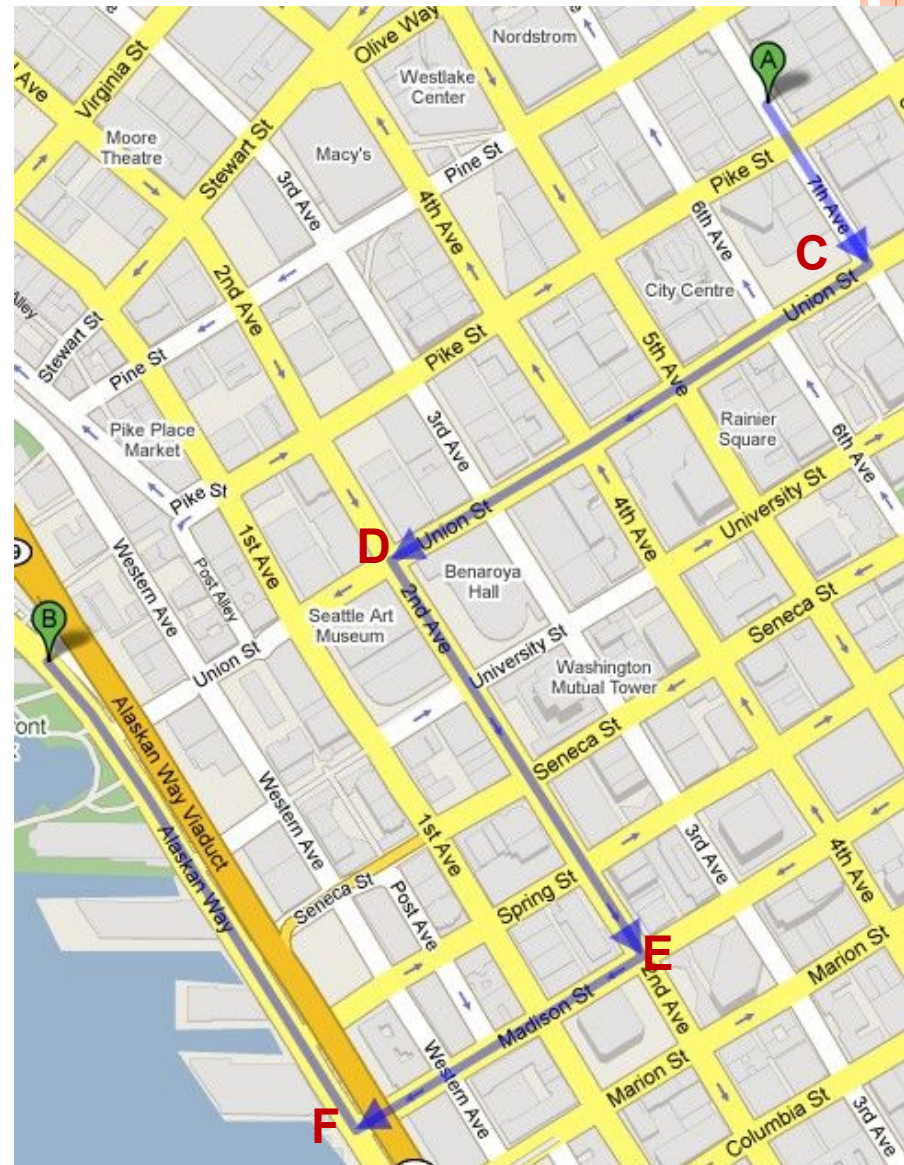 Olive Way
Nordstrom
A
Virginia St
Ave
Westlake
Center
Moore
Theatre
Stewart St
Macy's
Pine St
3rd Ave
4th Ave
Pike St
7th Ave
6th Ave
C
City Centre
Union St
2nd Ave
Alley
Stewart St
Pine St
Pike St
5th Ave
3rd Ave
Rainier
Square
6th Ave
Pike Place
Market
Pike St
University St
Union St
4th Ave
1st Ave
D
9
Western Ave
Post Alley
Benaroya
Hall
2nd Ave
Seneca St
B
Seattle Art
Museum
University St
Union St
Washington
Mutual Tower
ront
Alaskan Way Viaduct
Seneca St
Western Ave
1st Ave
3rd Ave
4th Ave
Alaskan Way
Seneca St
Post Ave
Spring St
E
2nd Ave
Marion St
Madison St
Western Ave
Marion St
F
Columbia St
3rd Ave